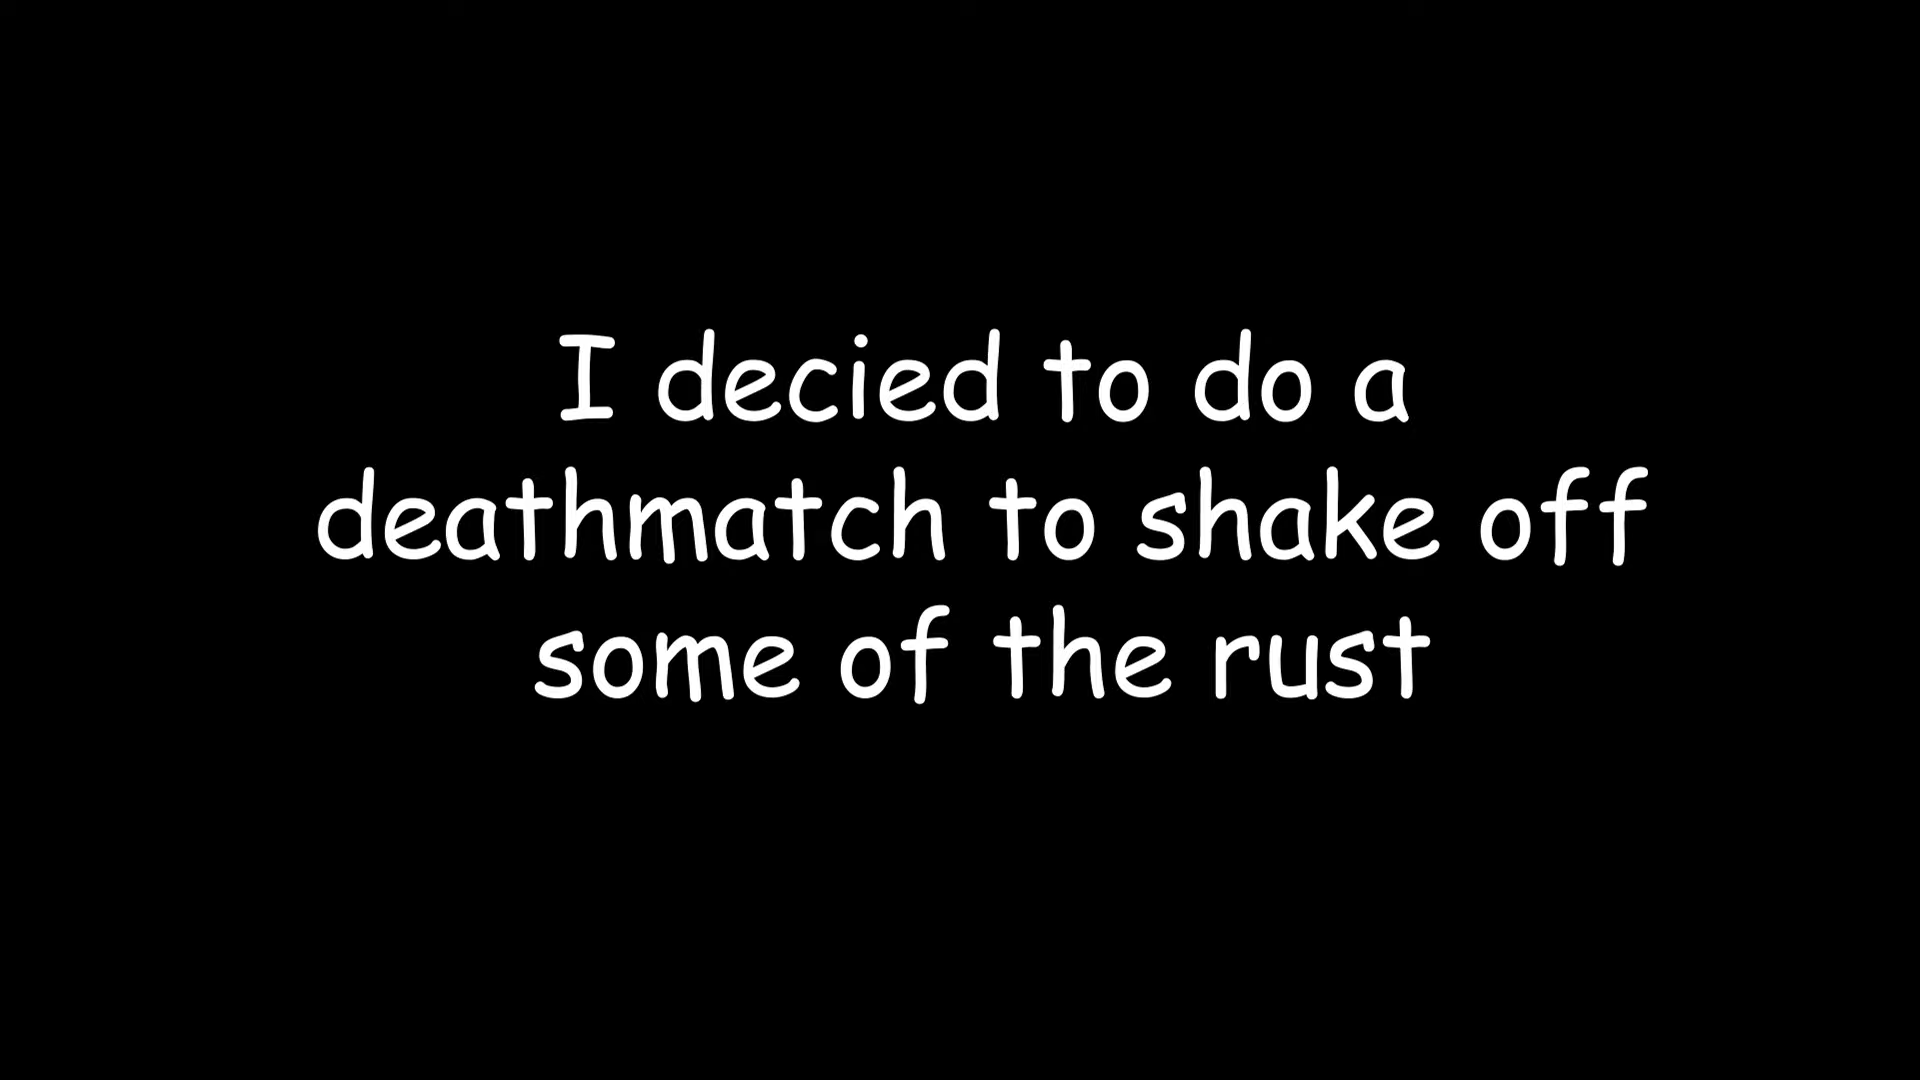 I decied to do a
deathmatch to shake off
some of the rust